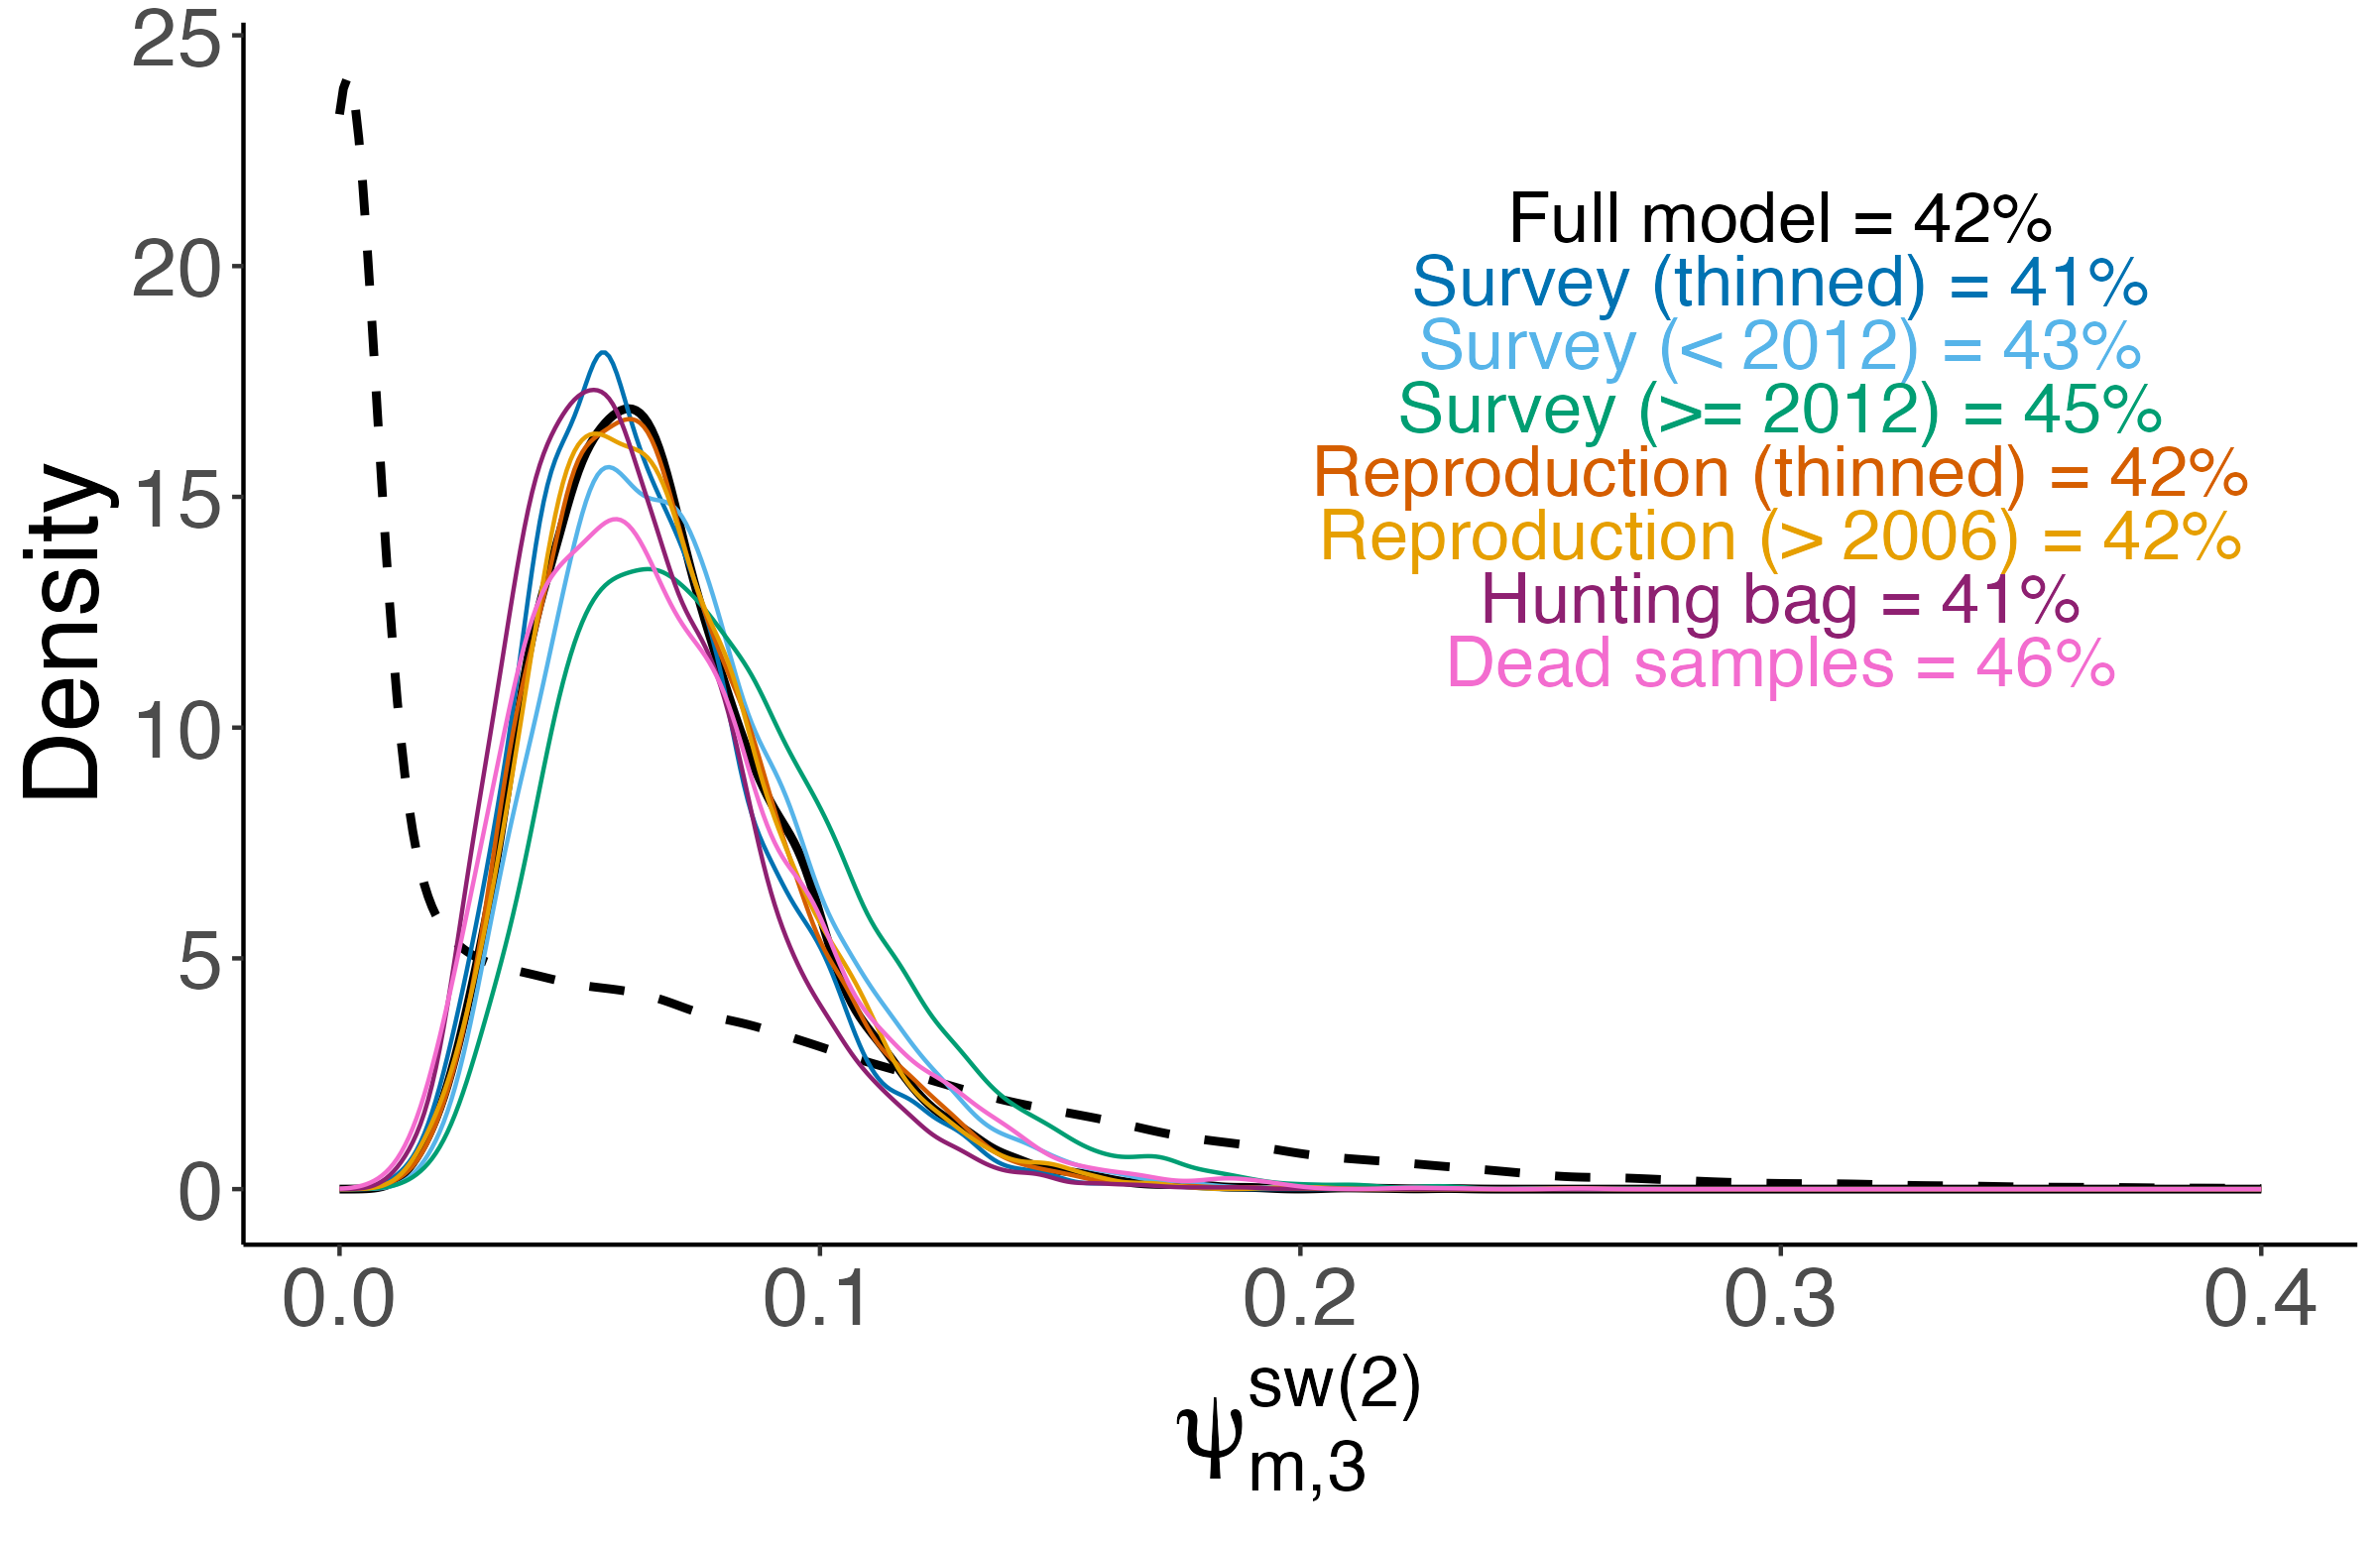 25
20
15
10
5
0
Density
Full model = 42%
Survey (thinned) = 41%
Survey (< 2012) = 43%
Survey (>= 2012) = 45%
Reproduction (thinned) = 42%
Reproduction (> 2006) = 42%
Hunting bag = 41%
Dead samples = 46%
0.0 0.1 0.2 0.3 0.4
ψ sw(2) m,3